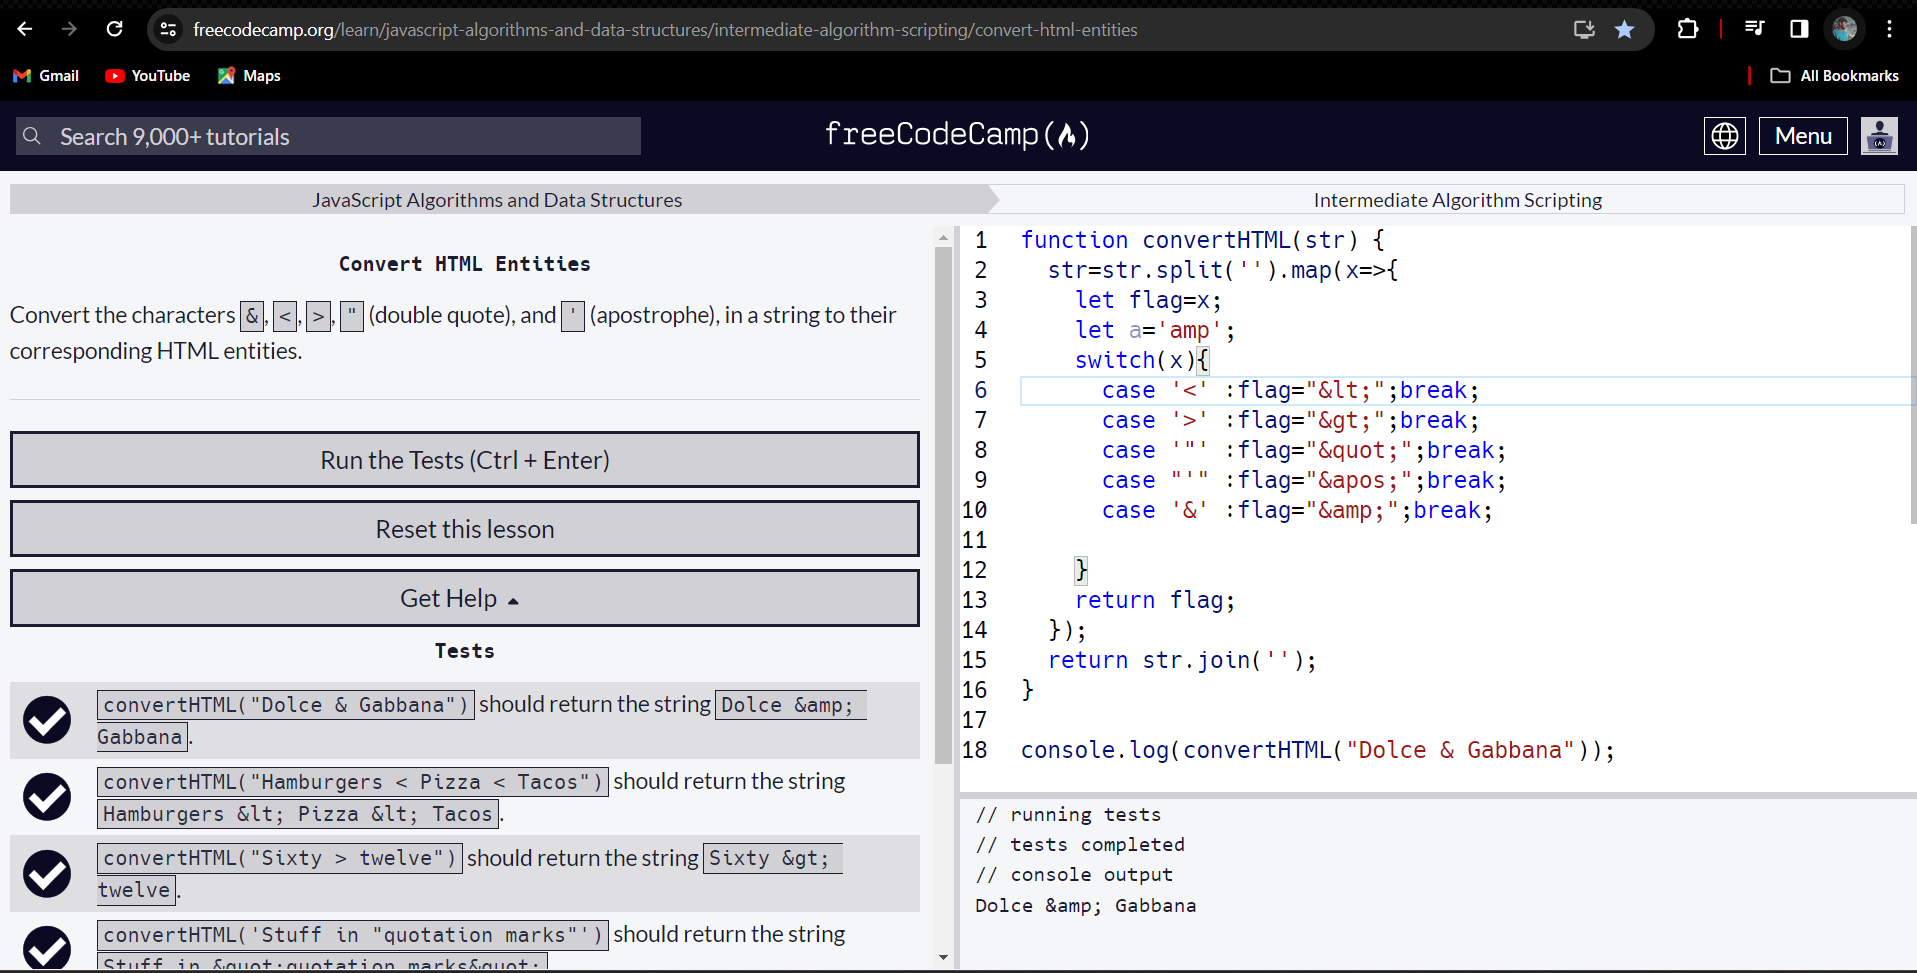 freecodecamp.org/learn/javascript-algorithms-and-data-structures/intermediate-algorithm-scripting/convert-html-entities
Gmail YouTube Maps All Bookmarks
Search 9,000+ tutorials freeCodeCamp(🔥) Menu
JavaScript Algorithms and Data Structures Intermediate Algorithm Scripting
Convert HTML Entities
Convert the characters &, <, >, " (double quote), and ' (apostrophe), in a string to their
corresponding HTML entities.
Run the Tests (Ctrl + Enter)
Reset this lesson
Get Help
Tests
convertHTML("Dolce & Gabbana") should return the string Dolce &amp;
Gabbana.
convertHTML("Hamburgers < Pizza < Tacos") should return the string
Hamburgers &lt; Pizza &lt; Tacos.
convertHTML("Sixty > twelve") should return the string Sixty &gt;
twelve.
convertHTML('Stuff in "quotation marks"') should return the string
Stuff in &quot;quotation marks&quot;
1 function convertHTML(str) {
2 str=str.split('').map(x=>{
3 let flag=x;
4 let a='amp';
5 switch(x){
6 case '<' :flag="&lt;";break;
7 case '>' :flag="&gt;";break;
8 case '"' :flag="&quot;";break;
9 case "'" :flag="&apos;";break;
10 case '&' :flag="&amp;";break;
11
12 }
13 return flag;
14 });
15 return str.join('');
16 }
17
18 console.log(convertHTML("Dolce & Gabbana"));
// running tests
// tests completed
// console output
Dolce &amp; Gabbana